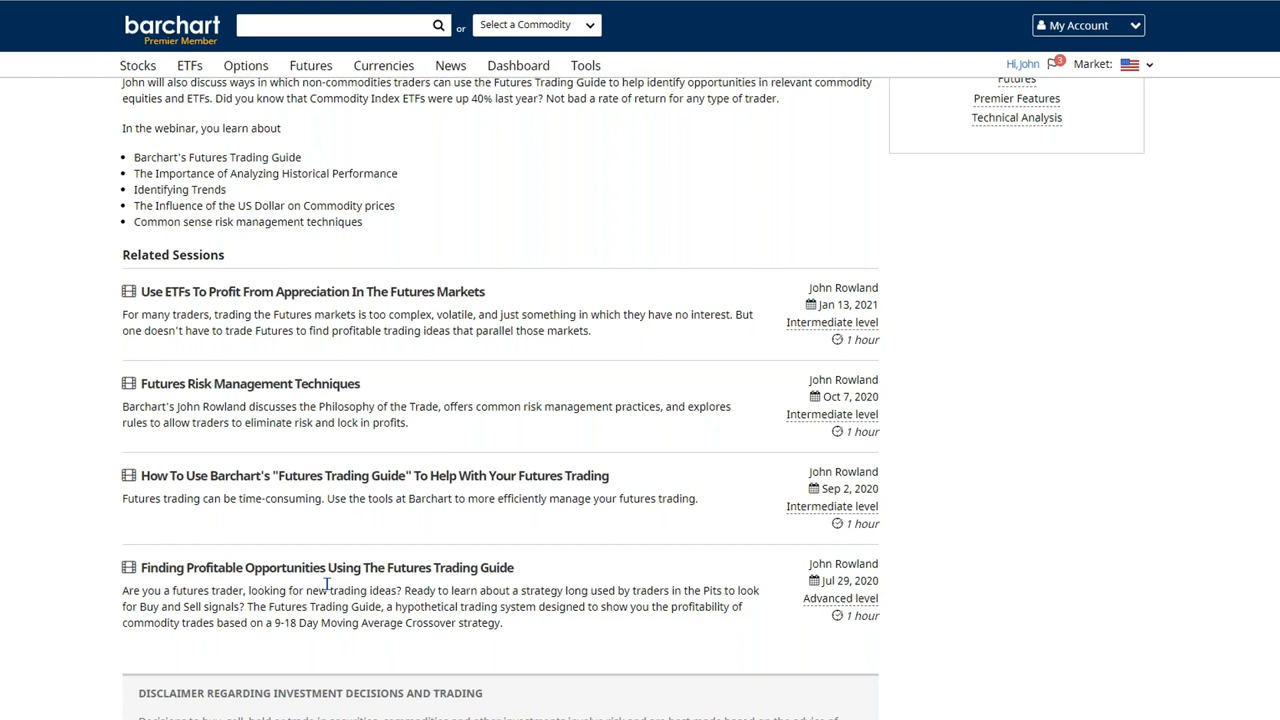 barchart
Premier Member
or
Select a Commodity
My Account
Stocks ETFs Options Futures Currencies News Dashboard Tools
Hi, John 3 Market:
John will also discuss ways in which non-commodities traders can use the Futures Trading Guide to help identify opportunities in relevant commodity
equities and ETFs. Did you know that Commodity Index ETFs were up 40% last year? Not bad a rate of return for any type of trader.
In the webinar, you learn about
• Barchart's Futures Trading Guide
• The Importance of Analyzing Historical Performance
• Identifying Trends
• The Influence of the US Dollar on Commodity prices
• Common sense risk management techniques
Futures
Premier Features
Technical Analysis
Related Sessions
Use ETFs To Profit From Appreciation In The Futures Markets
For many traders, trading the Futures markets is too complex, volatile, and just something in which they have no interest. But
one doesn't have to trade Futures to find profitable trading ideas that parallel those markets.
John Rowland
Jan 13, 2021
Intermediate level
1 hour
Futures Risk Management Techniques
Barchart's John Rowland discusses the Philosophy of the Trade, offers common risk management practices, and explores
rules to allow traders to eliminate risk and lock in profits.
John Rowland
Oct 7, 2020
Intermediate level
1 hour
How To Use Barchart's "Futures Trading Guide" To Help With Your Futures Trading
Futures trading can be time-consuming. Use the tools at Barchart to more efficiently manage your futures trading.
John Rowland
Sep 2, 2020
Intermediate level
1 hour
Finding Profitable Opportunities Using The Futures Trading Guide
Are you a futures trader, looking for new trading ideas? Ready to learn about a strategy long used by traders in the Pits to look
for Buy and Sell signals? The Futures Trading Guide, a hypothetical trading system designed to show you the profitability of
commodity trades based on a 9-18 Day Moving Average Crossover strategy.
John Rowland
Jul 29, 2020
Advanced level
1 hour
DISCLAIMER REGARDING INVESTMENT DECISIONS AND TRADING